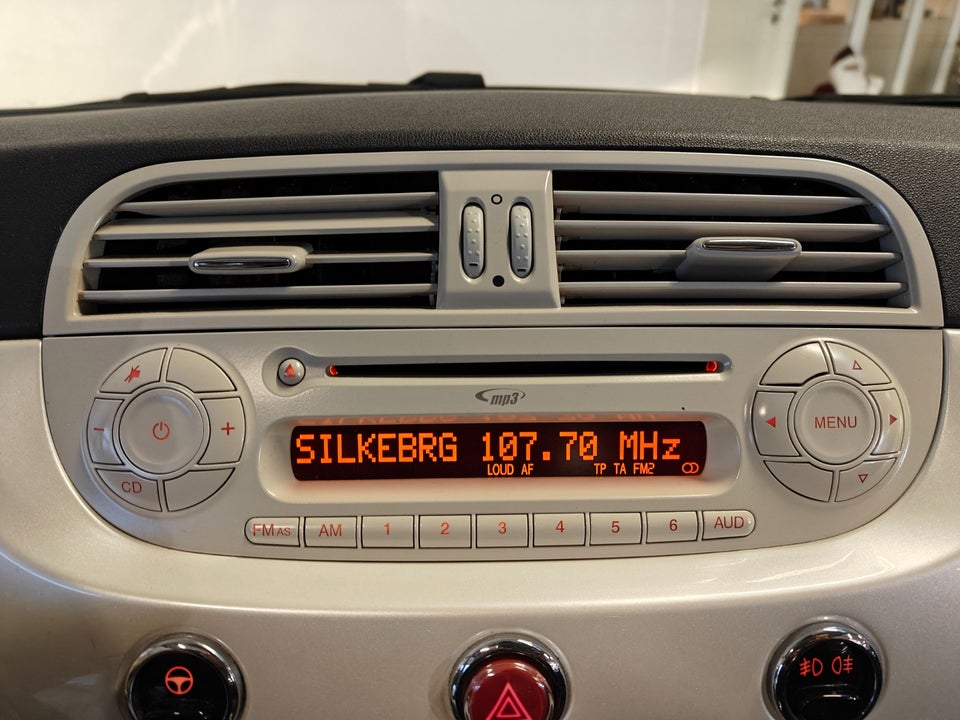 mp3
SILKEBRG 107.70 MHz
LOUD AF TP TA FM2
MENU
CD
FM AS AM 1 2 3 4 5 6 AUD